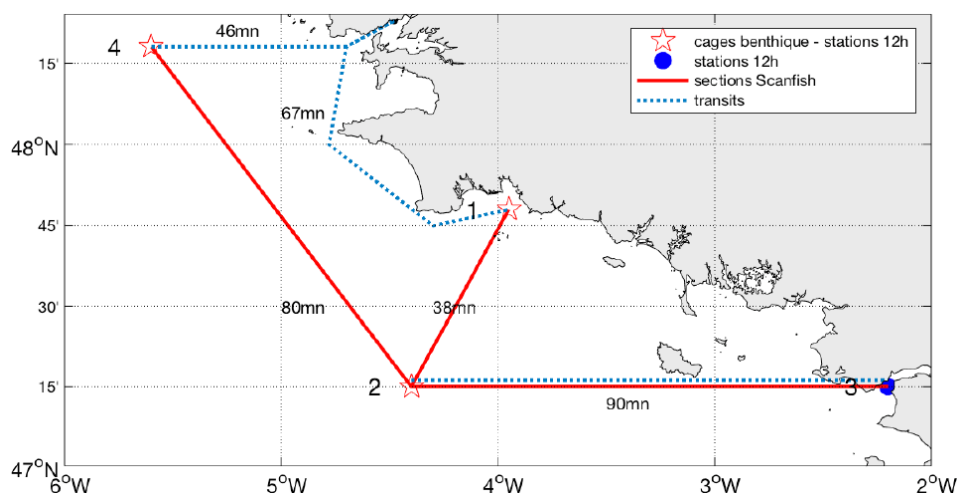 46mn
4
cages benthique - stations 12h
stations 12h
sections Scanfish
transits
15'
67mn
48°N
1
45'
80mn
38mn
30'
2
3
15'
90mn
47°N
6°W
5°W
4°W
3°W
2°W